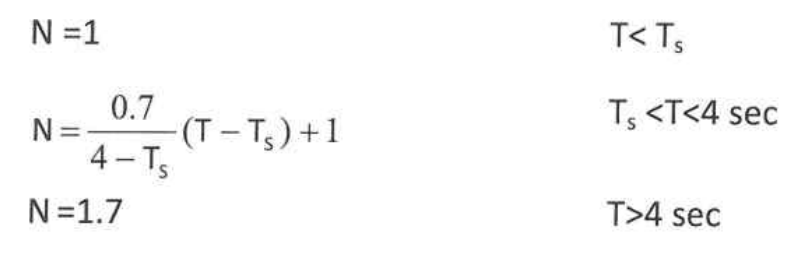 N =1 T< Tₛ
N = 0.7 / (4 – Tₛ) (T – Tₛ) + 1 Tₛ <T<4 sec
N =1.7 T>4 sec